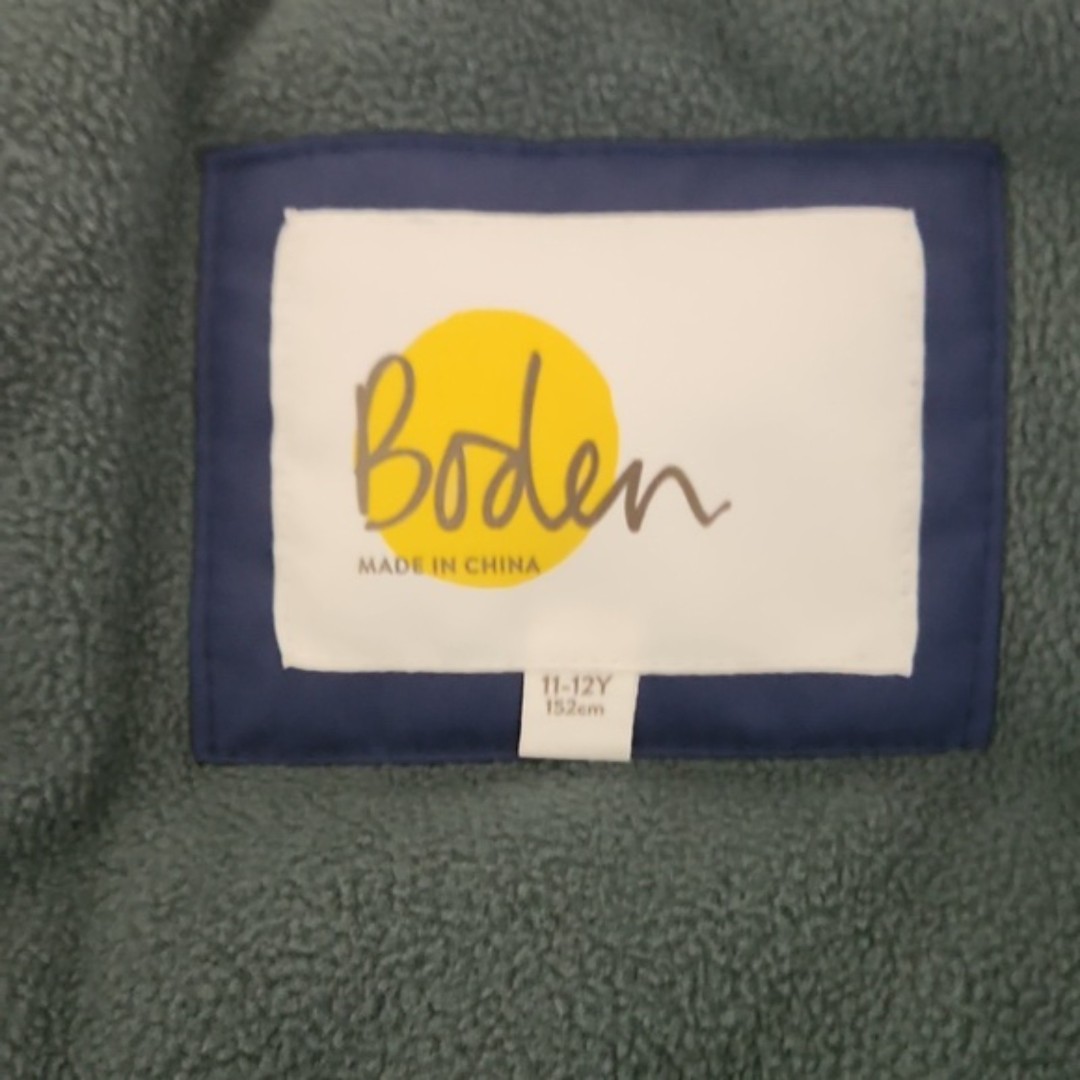 Boden
MADE IN CHINA
11-12Y
152cm